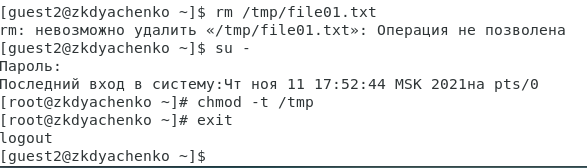 [guest2@zkdyachenko ~]$ rm /tmp/file01.txt
rm: невозможно удалить «/tmp/file01.txt»: Операция не позволена
[guest2@zkdyachenko ~]$ su -
Пароль:
Последний вход в систему:Чт ноя 11 17:52:44 MSK 2021на pts/0
[root@zkdyachenko ~]# chmod -t /tmp
[root@zkdyachenko ~]# exit
logout
[guest2@zkdyachenko ~]$